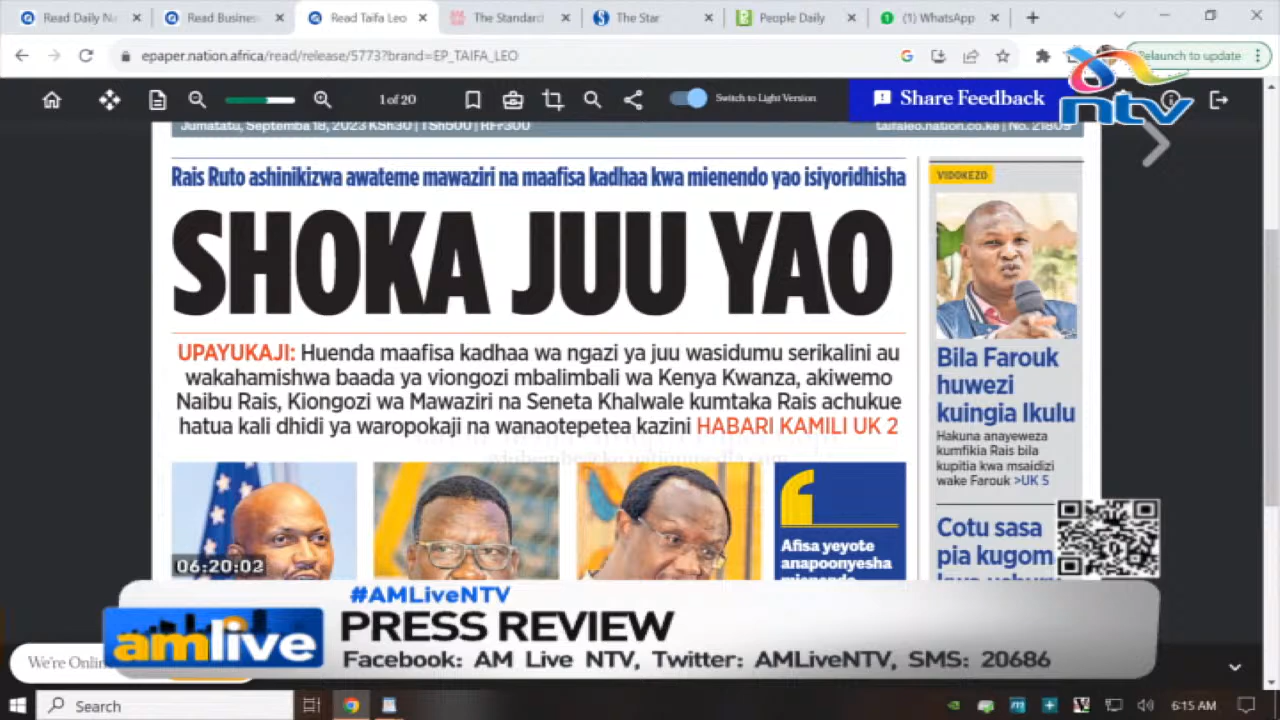 Read Daily Na
Read Business
Read Taifa Leo
The Standard
The Star
People Daily
(1) WhatsApp
epaper.nation.africa/read/release/5773?brand=EP_TAIFA_LEO
Relaunch to update
1 of 20
Switch to Light Version
Share Feedback
ntv
Jumatatu, Septemba 18, 2023 KSh30 | TSh500 | RFr300
taifaleo.nation.co.ke | No. 21809
Rais Ruto ashinikizwa awateme mawaziri na maafisa kadhaa kwa mienendo yao isiyoridhisha
SHOKA JUU YAO
UPAYUKAJI: Huenda maafisa kadhaa wa ngazi ya juu wasidumu serikalini au
wakahamishwa baada ya viongozi mbalimbali wa Kenya Kwanza, akiwemo
Naibu Rais, Kiongozi wa Mawaziri na Seneta Khalwale kumtaka Rais achukue
hatua kali dhidi ya waropokaji na wanaotepetea kazini HABARI KAMILI UK 2
VIDOKEZO
Bila Farouk
huwezi
kuingia Ikulu
Hakuna anayeweza
kumfikia Rais bila
kupitia kwa msaidizi
wake Farouk >UK 5
Cotu sasa
pia kugom
Afisa yeyote
anapoonyesha
06:20:02
#AMLiveNTV
amlive
PRESS REVIEW
Facebook: AM Live NTV, Twitter: AMLiveNTV, SMS: 20686
We're Onlin
Search
6:15 AM